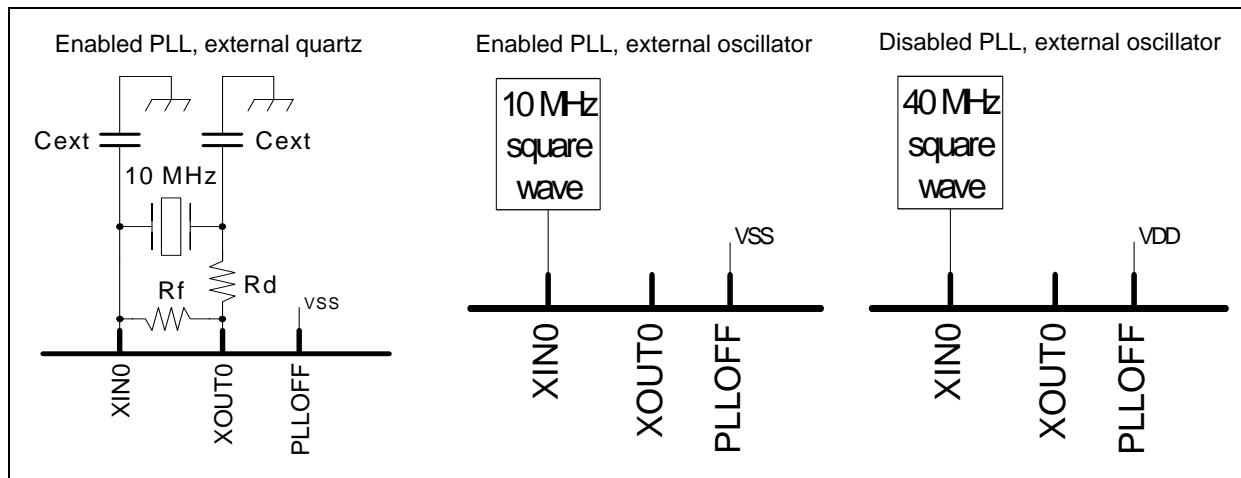 Enabled PLL, external quartz
Cext
Cext
10 MHz
Rd
Rf
VSS
XIN0
XOUT0
PLLOFF
Enabled PLL, external oscillator
10 MHz
square
wave
VSS
XIN0
XOUT0
PLLOFF
Disabled PLL, external oscillator
40 MHz
square
wave
VDD
XIN0
XOUT0
PLLOFF